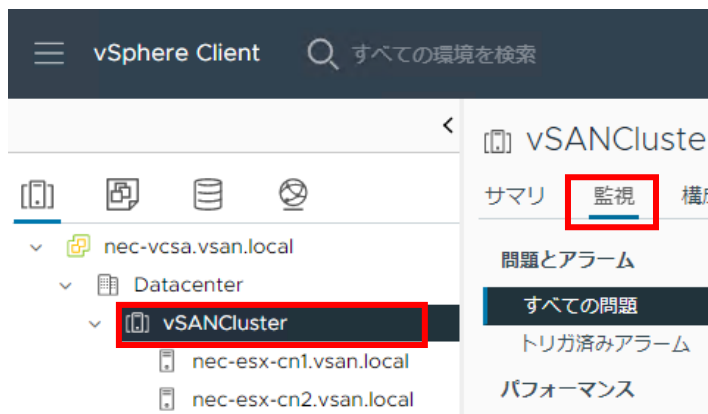 vSphere Client すべての環境を検索
vSANCluste
サマリ 監視 構成
nec-vcsa.vsan.local
Datacenter
vSANCluster
nec-esx-cn1.vsan.local
nec-esx-cn2.vsan.local
問題とアラーム
すべての問題
トリガ済みアラーム
パフォーマンス